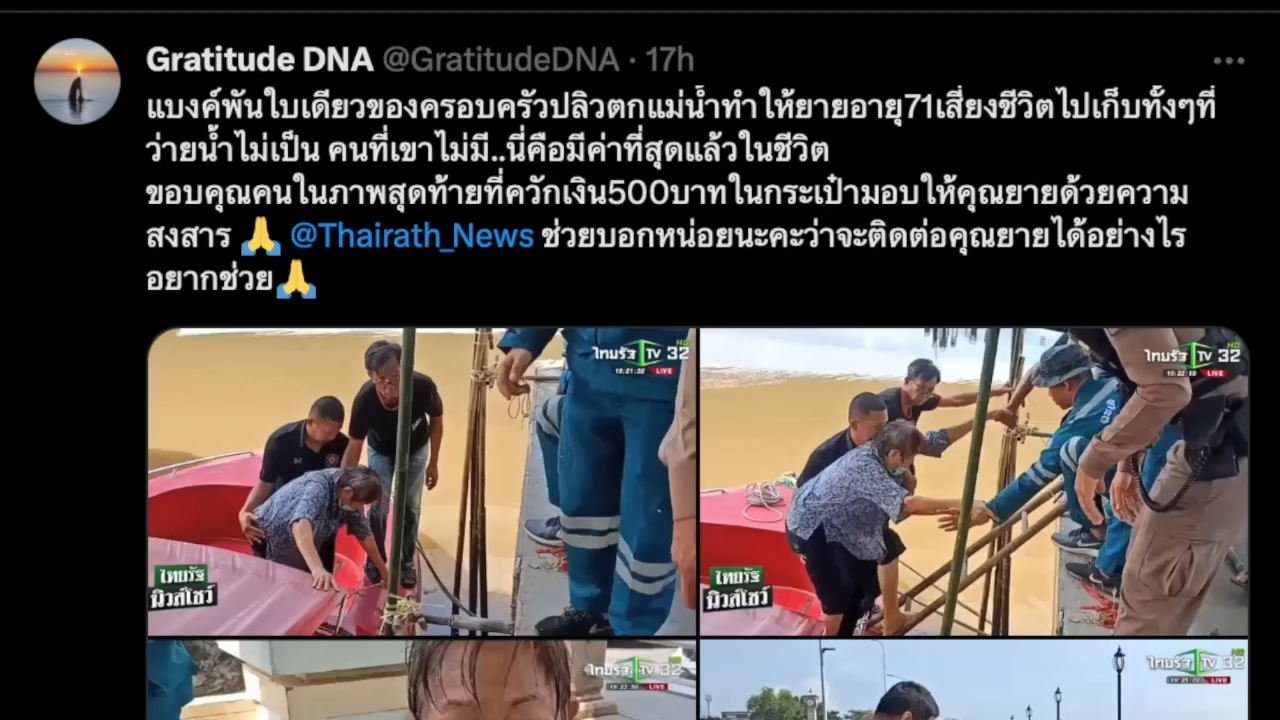 Gratitude DNA @GratitudeDNA · 17h
แบงค์พันใบเดียวของครอบครัวปลิวตกแม่น้ำทำให้ยายอายุ71เสี่ยงชีวิตไปเก็บทั้งๆที่
ว่ายน้ำไม่เป็น คนที่เขาไม่มี..นี่คือมีค่าที่สุดแล้วในชีวิต
ขอบคุณคนในภาพสุดท้ายที่ควักเงิน500บาทในกระเป๋ามอบให้คุณยายด้วยความ
สงสาร 🙏 @Thairath_News ช่วยบอกหน่อยนะคะว่าจะติดต่อคุณยายได้อย่างไร
อยากช่วย🙏
ไทยรัฐ TV 32 HD
19:21:52 LIVE
ไทยรัฐ TV 32 HD
LIVE
ไทยรัฐ
นิวส์โชว์
ไทยรัฐ
นิวส์โชว์
ไทยรัฐ TV 32
LIVE
ไทยรัฐ TV 32
LIVE